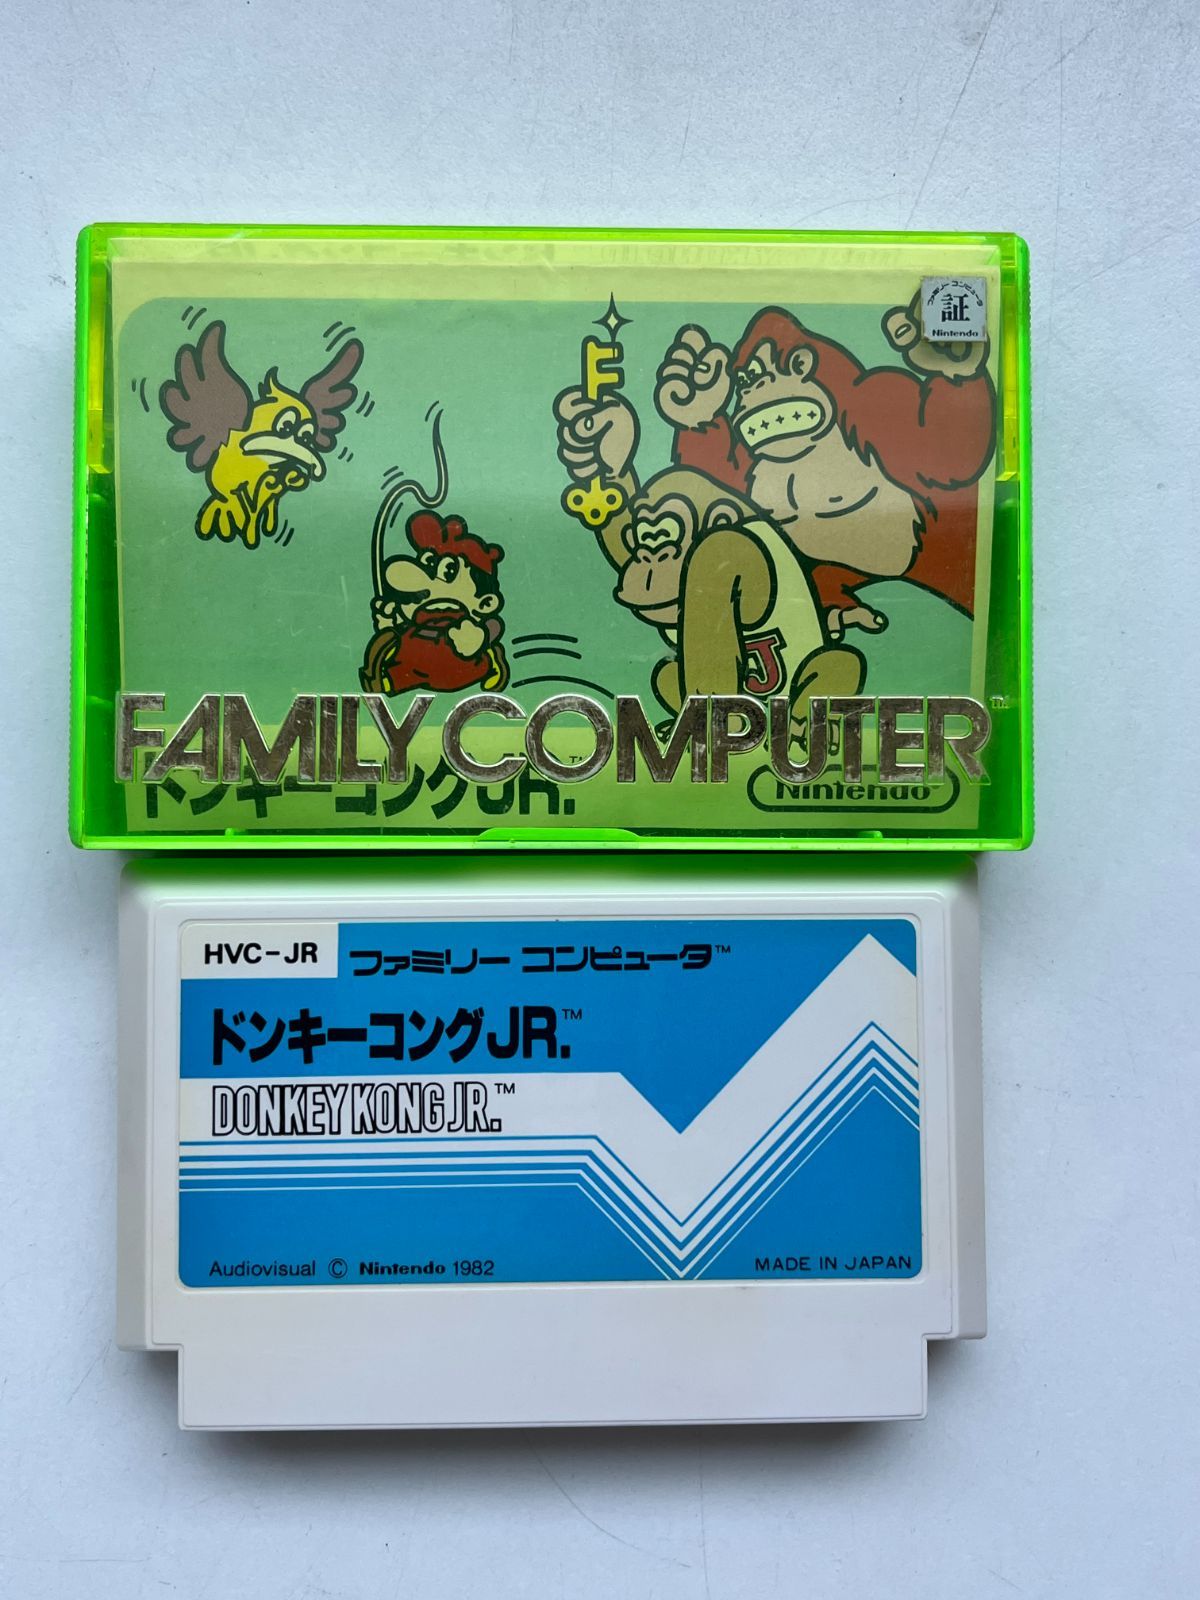 ファミリーコンピュータ
証
Nintendo
J
FAMILY COMPUTER™
ドンキーコングJR.™
Nintendo
HVC-JR
ファミリー コンピュータ™
ドンキーコングJR.™
DONKEY KONG JR.™
Audiovisual © Nintendo 1982
MADE IN JAPAN